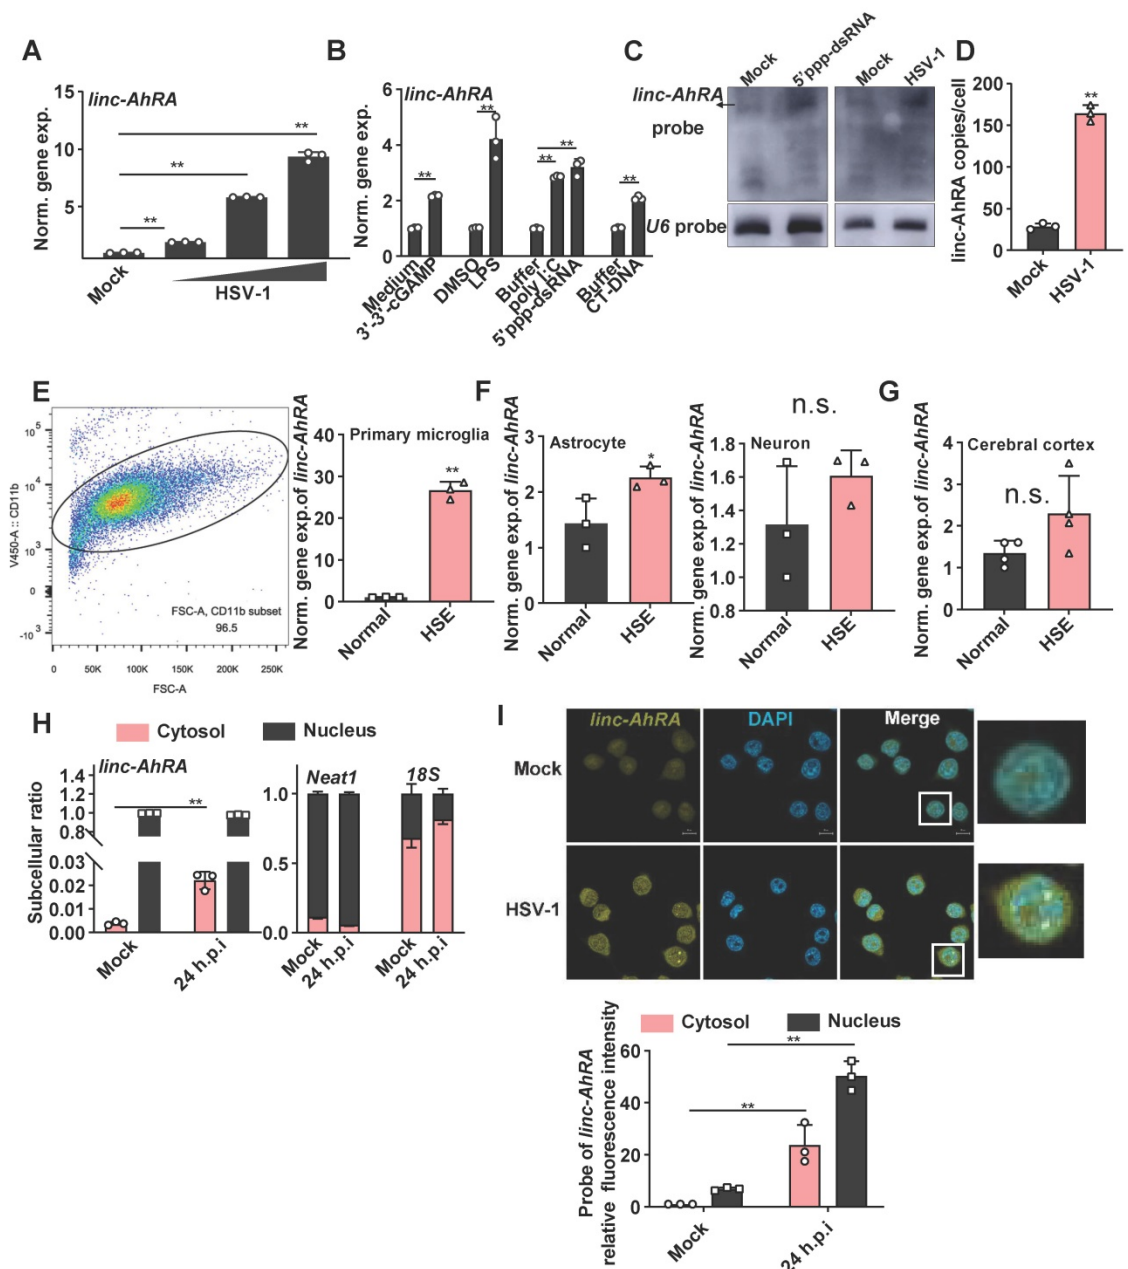 A
linc-AhRA
Norm. gene exp.
15
10
5
**
**
**
Mock
HSV-1
B
linc-AhRA
Norm. gene exp.
6
4
2
0
**
**
**
**
**
Medium
3'-3'-cGAMP
DMSO
LPS
Buffer
poly I:C
5'ppp-dsRNA
Buffer
CT-DNA
C
Mock
5'ppp-dsRNA
Mock
HSV-1
linc-AhRA
probe
U6 probe
D
linc-AhRA copies/cell
200
150
100
50
0
**
Mock
HSV-1
E
V450-A :: CD11b
10^5
10^4
10^3
0
-10^3
FSC-A, CD11b subset
96.5
0
50K
100K
150K
200K
250K
FSC-A
Norm. gene exp.of linc-AhRA
Primary microglia
40
30
20
10
0
**
Normal
HSE
F
Norm. gene exp.of linc-AhRA
Astrocyte
3
2
1
0
*
Normal
HSE
n.s.
Norm. gene exp.of linc-AhRA
Neuron
1.8
1.6
1.4
1.2
1.0
0.8
Normal
HSE
G
Norm. gene exp.of linc-AhRA
Cerebral cortex
4
3
2
1
0
n.s.
Normal
HSE
H
Cytosol
Nucleus
linc-AhRA
Subcellular ratio
1.4
1.2
1.0
0.8
0.03
0.02
0.01
0.00
**
Mock
24 h.p.i
Neat1
18S
1.0
0.5
0.0
Mock
24 h.p.i
Mock
24 h.p.i
I
linc-AhRA
DAPI
Merge
Mock
HSV-1
Cytosol
Nucleus
Probe of linc-AhRA
relative fluorescence intensity
60
40
20
0
**
**
Mock
24 h.p.i